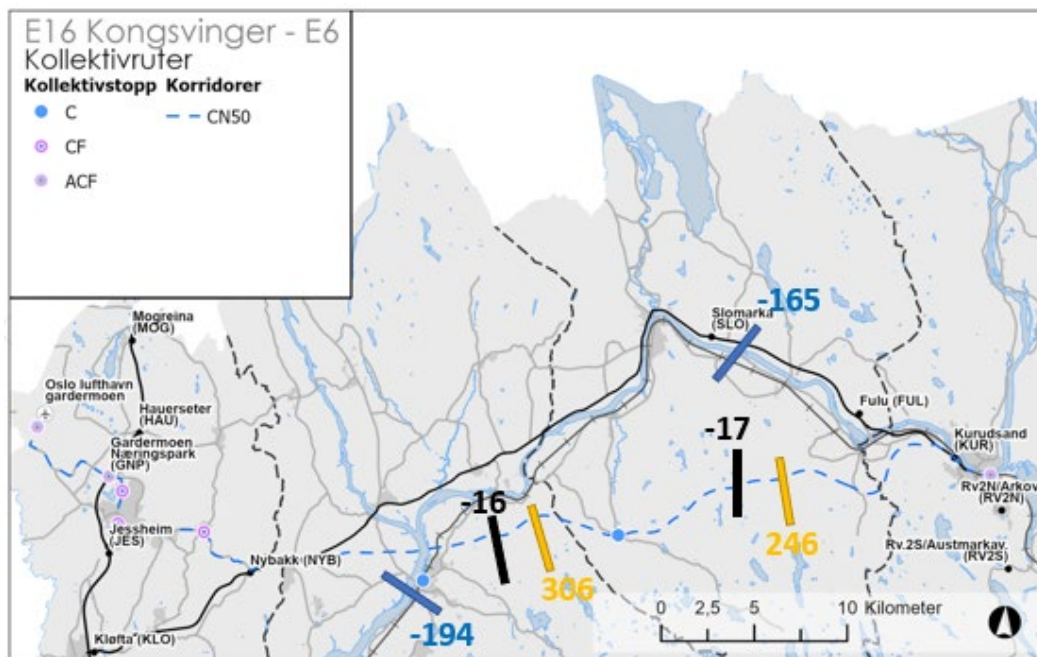 E16 Kongsvinger - E6
Kollektivruter
Kollektivstopp Korridorer
C
CN50
CF
ACF
-165
Slomarka
(SLO)
Mogreina
(MOG)
Oslo lufthavn
gardermoen
Hauerseter
(HAU)
Fulu (FUL)
Gardermoen
Næringspark
(GNP)
-17
Kurudsand
(KUR)
-16
Rv2N/Arkov
(RV2N)
Jessheim
(JES)
Nybakk (NYB)
246
Rv.2S/Austmarkav.
(RV2S)
306
0 2,5 5 10 Kilometer
-194
Kløfta (KLO)